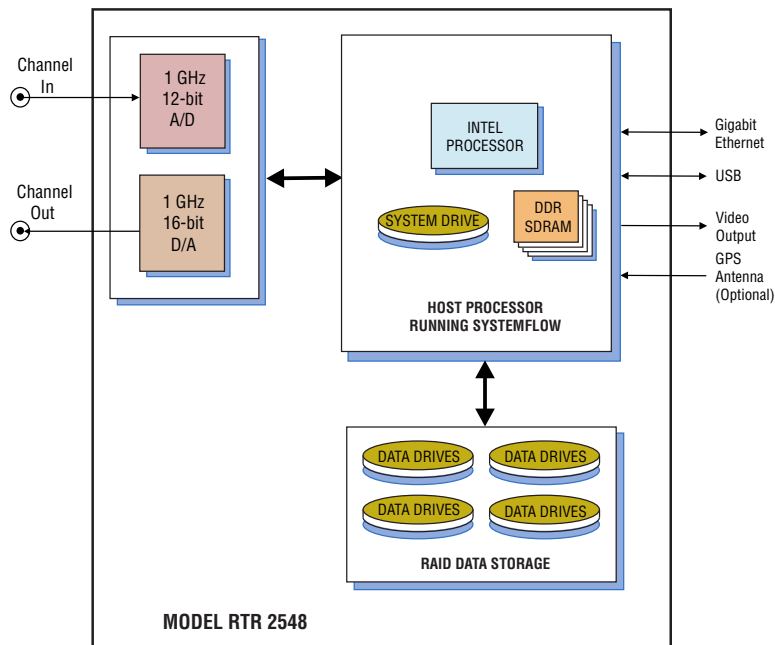 Channel
In
1 GHz
12-bit
A/D
Channel
Out
1 GHz
16-bit
D/A
INTEL
PROCESSOR
SYSTEM DRIVE
DDR
SDRAM
HOST PROCESSOR
RUNNING SYSTEMFLOW
Gigabit
Ethernet
USB
Video
Output
GPS
Antenna
(Optional)
DATA DRIVES
DATA DRIVES
DATA DRIVES
DATA DRIVES
RAID DATA STORAGE
MODEL RTR 2548